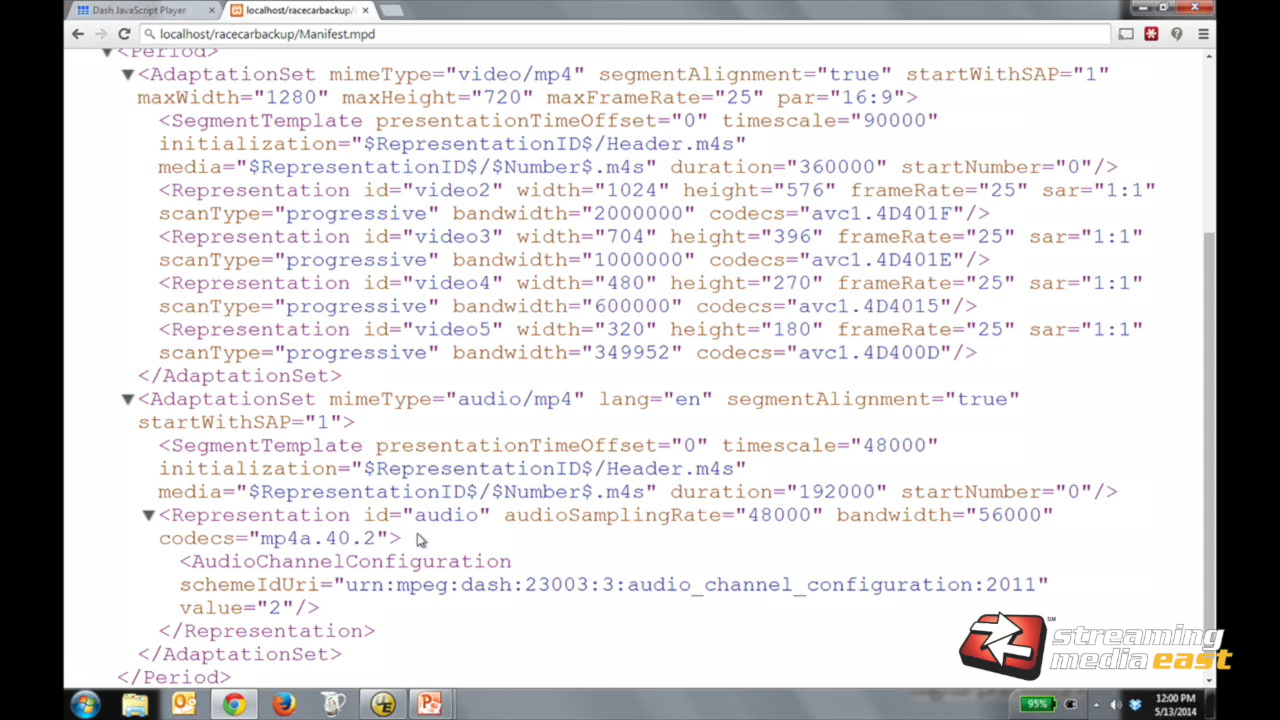 Dash JavaScript Player
localhost/racecarbackup/
localhost/racecarbackup/Manifest.mpd
<Period>
<AdaptationSet mimeType="video/mp4" segmentAlignment="true" startWithSAP="1"
maxWidth="1280" maxHeight="720" maxFrameRate="25" par="16:9">
<SegmentTemplate presentationTimeOffset="0" timescale="90000"
initialization="$RepresentationID$/Header.m4s"
media="$RepresentationID$/$Number$.m4s" duration="360000" startNumber="0"/>
<Representation id="video2" width="1024" height="576" frameRate="25" sar="1:1"
scanType="progressive" bandwidth="2000000" codecs="avc1.4D401F"/>
<Representation id="video3" width="704" height="396" frameRate="25" sar="1:1"
scanType="progressive" bandwidth="1000000" codecs="avc1.4D401E"/>
<Representation id="video4" width="480" height="270" frameRate="25" sar="1:1"
scanType="progressive" bandwidth="600000" codecs="avc1.4D4015"/>
<Representation id="video5" width="320" height="180" frameRate="25" sar="1:1"
scanType="progressive" bandwidth="349952" codecs="avc1.4D400D"/>
</AdaptationSet>
<AdaptationSet mimeType="audio/mp4" lang="en" segmentAlignment="true"
startWithSAP="1">
<SegmentTemplate presentationTimeOffset="0" timescale="48000"
initialization="$RepresentationID$/Header.m4s"
media="$RepresentationID$/$Number$.m4s" duration="192000" startNumber="0"/>
<Representation id="audio" audioSamplingRate="48000" bandwidth="56000"
codecs="mp4a.40.2">
<AudioChannelConfiguration
schemeIdUri="urn:mpeg:dash:23003:3:audio_channel_configuration:2011"
value="2"/>
</Representation>
</AdaptationSet>
</Period>
SM
streaming
media east
95%
12:00 PM
5/13/2014